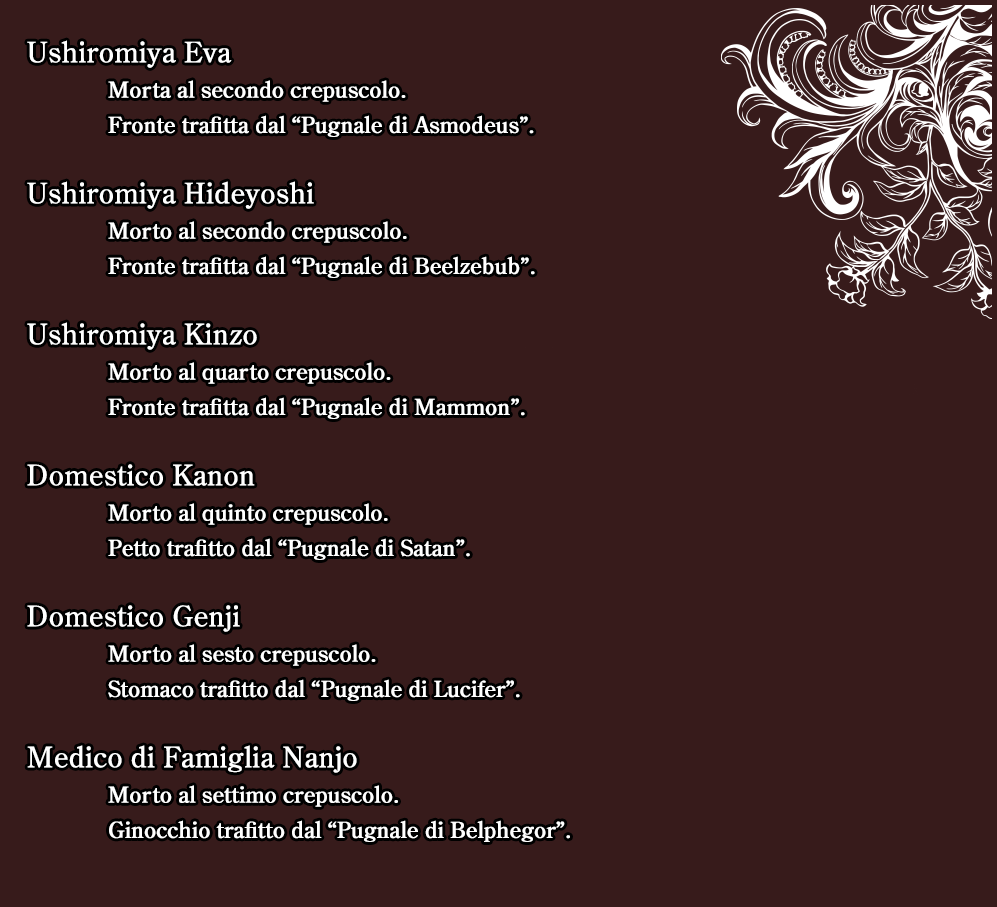 Ushiromiya Eva
Morta al secondo crepuscolo.
Fronte trafitta dal “Pugnale di Asmodeus”.
Ushiromiya Hideyoshi
Morto al secondo crepuscolo.
Fronte trafitta dal “Pugnale di Beelzebub”.
Ushiromiya Kinzo
Morto al quarto crepuscolo.
Fronte trafitta dal “Pugnale di Mammon”.
Domestico Kanon
Morto al quinto crepuscolo.
Petto trafitto dal “Pugnale di Satan”.
Domestico Genji
Morto al sesto crepuscolo.
Stomaco trafitto dal “Pugnale di Lucifer”.
Medico di Famiglia Nanjo
Morto al settimo crepuscolo.
Ginocchio trafitto dal “Pugnale di Belphegor”.